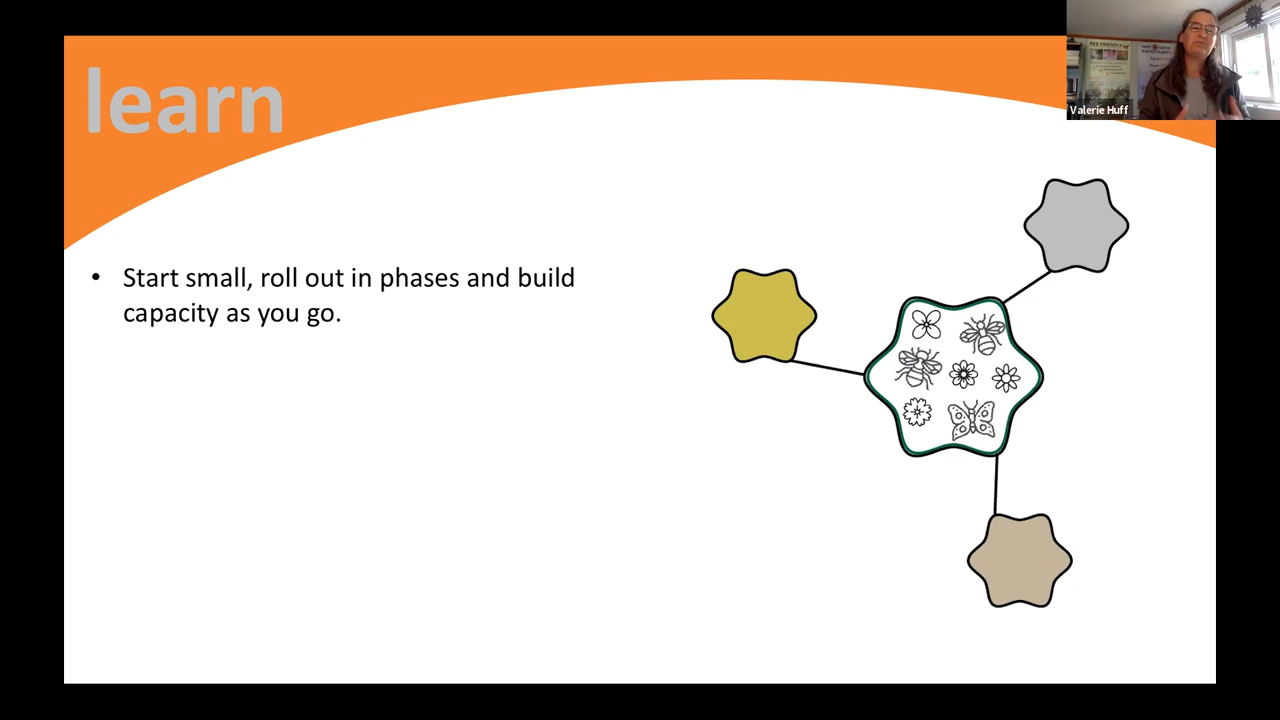 learn
Valerie Huff
• Start small, roll out in phases and build
capacity as you go.